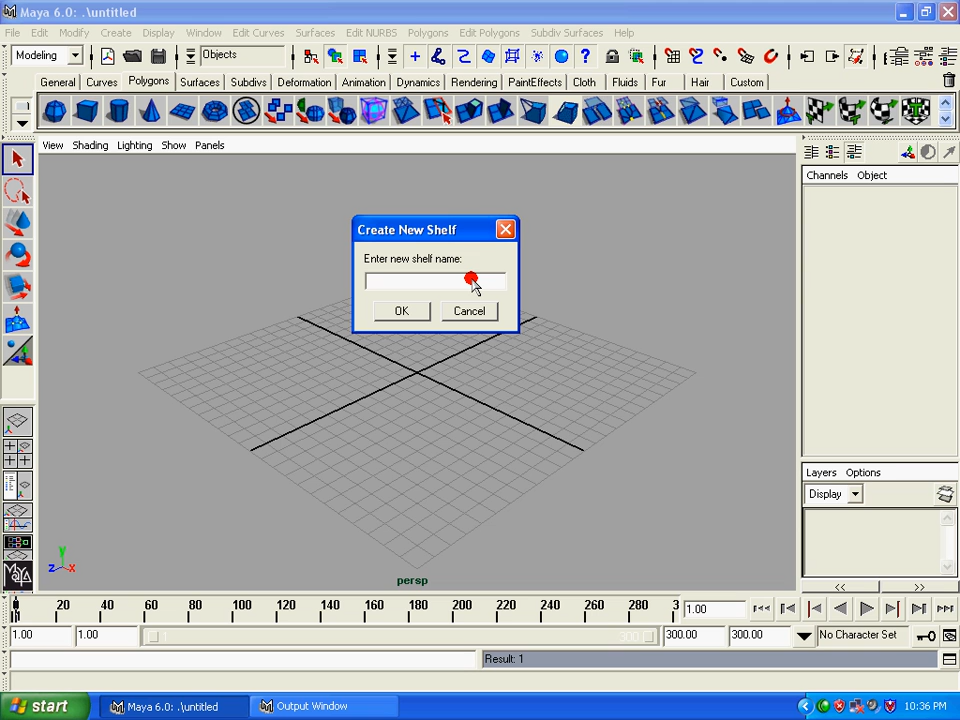 Maya 6.0: .\untitled
File Edit Modify Create Display Window Edit Curves Surfaces Edit NURBS Polygons Edit Polygons Subdiv Surfaces Help
Modeling Objects
General Curves Polygons Surfaces Subdivs Deformation Animation Dynamics Rendering PaintEffects Cloth Fluids Fur Hair Custom
View Shading Lighting Show Panels
Channels Object
Create New Shelf
Enter new shelf name:
OK Cancel
Layers Options
Display
y
z x
persp
MAYA
20 40 60 80 100 120 140 160 180 200 220 240 260 280 3 1.00
1.00 1.00 1 300 300.00 300.00 No Character Set
Result: 1
start Maya 6.0: .\untitled Output Window 10:36 PM